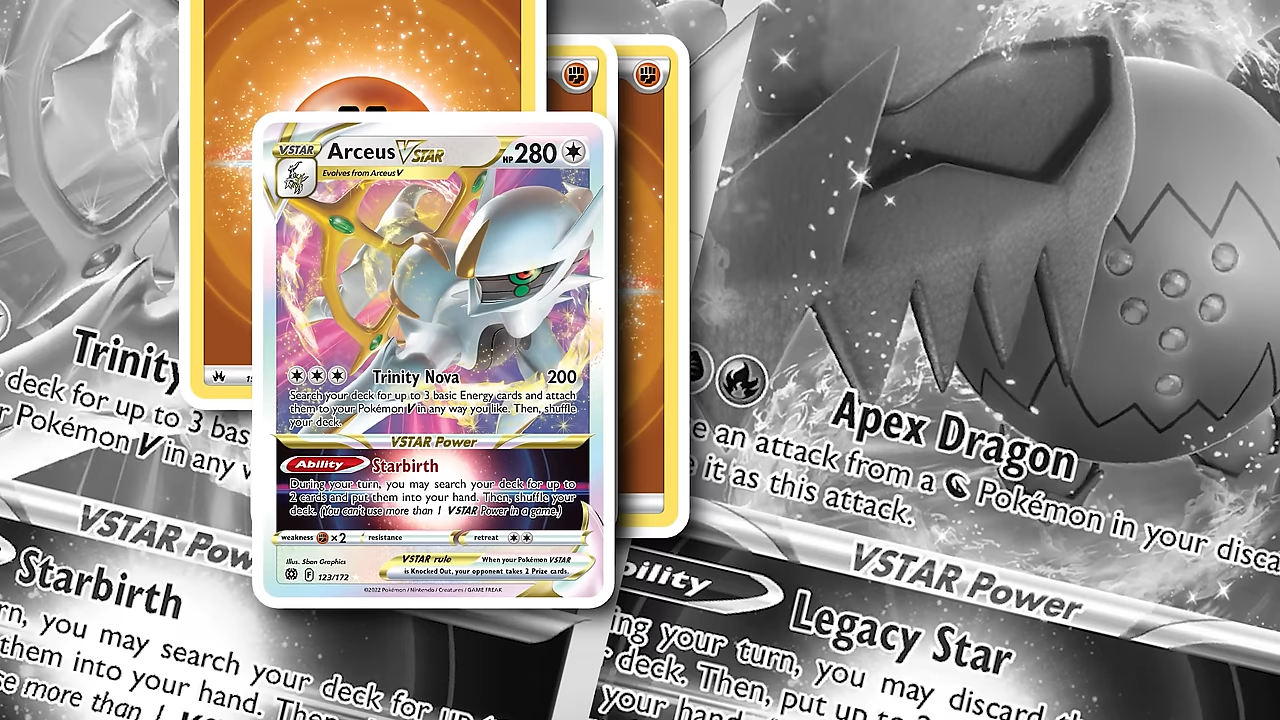 VSTAR
Arceus VSTAR
HP 280
Evolves from Arceus V
Trinity Nova 200
Search your deck for up to 3 basic Energy cards and attach
them to your Pokémon V in any way you like. Then, shuffle
your deck.
VSTAR Power
Ability Starbirth
During your turn, you may search your deck for up to
2 cards and put them into your hand. Then, shuffle your
deck. (You can't use more than 1 VSTAR Power in a game.)
weakness ×2 resistance retreat
Illus. 5ban Graphics
VSTAR rule When your Pokémon VSTAR
is Knocked Out, your opponent takes 2 Prize cards.
123/172
©2022 Pokémon / Nintendo / Creatures / GAME FREAK
Trinity
deck for up to 3 bas
Pokémon V in any
VSTAR Pow
Starbirth
rn, you may search your deck for up
them into your hand. Then
se more than 1
Apex Dragon
e an attack from a Pokémon in your disca
it as this attack.
VSTAR Power
bility Legacy Star
ing your turn, you may discard
deck. Then, put up to 2
your hand